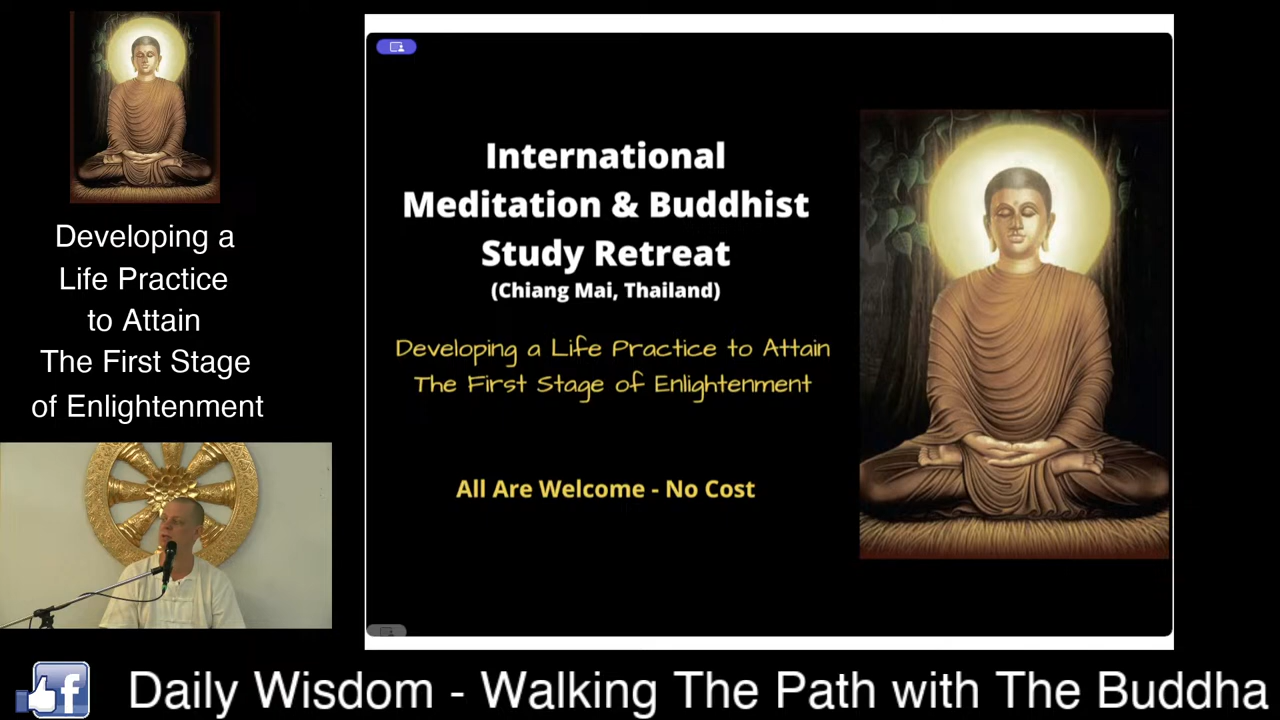 Developing a
Life Practice
to Attain
The First Stage
of Enlightenment
International
Meditation & Buddhist
Study Retreat
(Chiang Mai, Thailand)
Developing a Life Practice to Attain
The First Stage of Enlightenment
All Are Welcome - No Cost
f
Daily Wisdom - Walking The Path with The Buddha